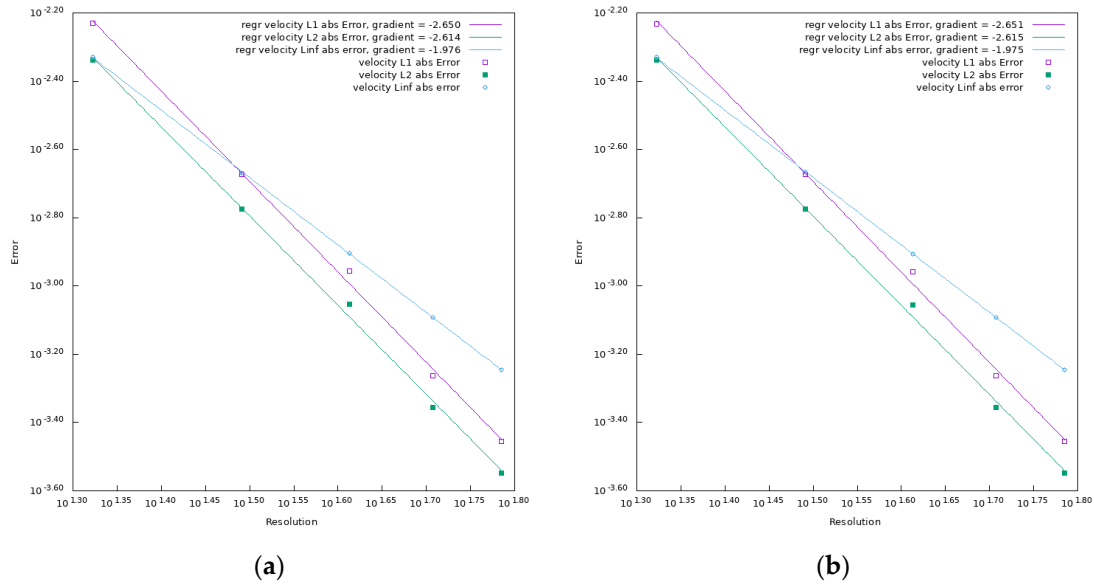 10^-2.20
10^-2.40
10^-2.60
10^-2.80
10^-3.00
10^-3.20
10^-3.40
10^-3.60
Error
regr velocity L1 abs Error, gradient = -2.650
regr velocity L2 abs Error, gradient = -2.614
regr velocity Linf abs error, gradient = -1.976
velocity L1 abs Error
velocity L2 abs Error
velocity Linf abs error
10^1.30 10^1.35 10^1.40 10^1.45 10^1.50 10^1.55 10^1.60 10^1.65 10^1.70 10^1.75 10^1.80
Resolution
(a)
10^-2.20
10^-2.40
10^-2.60
10^-2.80
10^-3.00
10^-3.20
10^-3.40
10^-3.60
Error
regr velocity L1 abs Error, gradient = -2.651
regr velocity L2 abs Error, gradient = -2.615
regr velocity Linf abs error, gradient = -1.975
velocity L1 abs Error
velocity L2 abs Error
velocity Linf abs error
10^1.30 10^1.35 10^1.40 10^1.45 10^1.50 10^1.55 10^1.60 10^1.65 10^1.70 10^1.75 10^1.80
Resolution
(b)